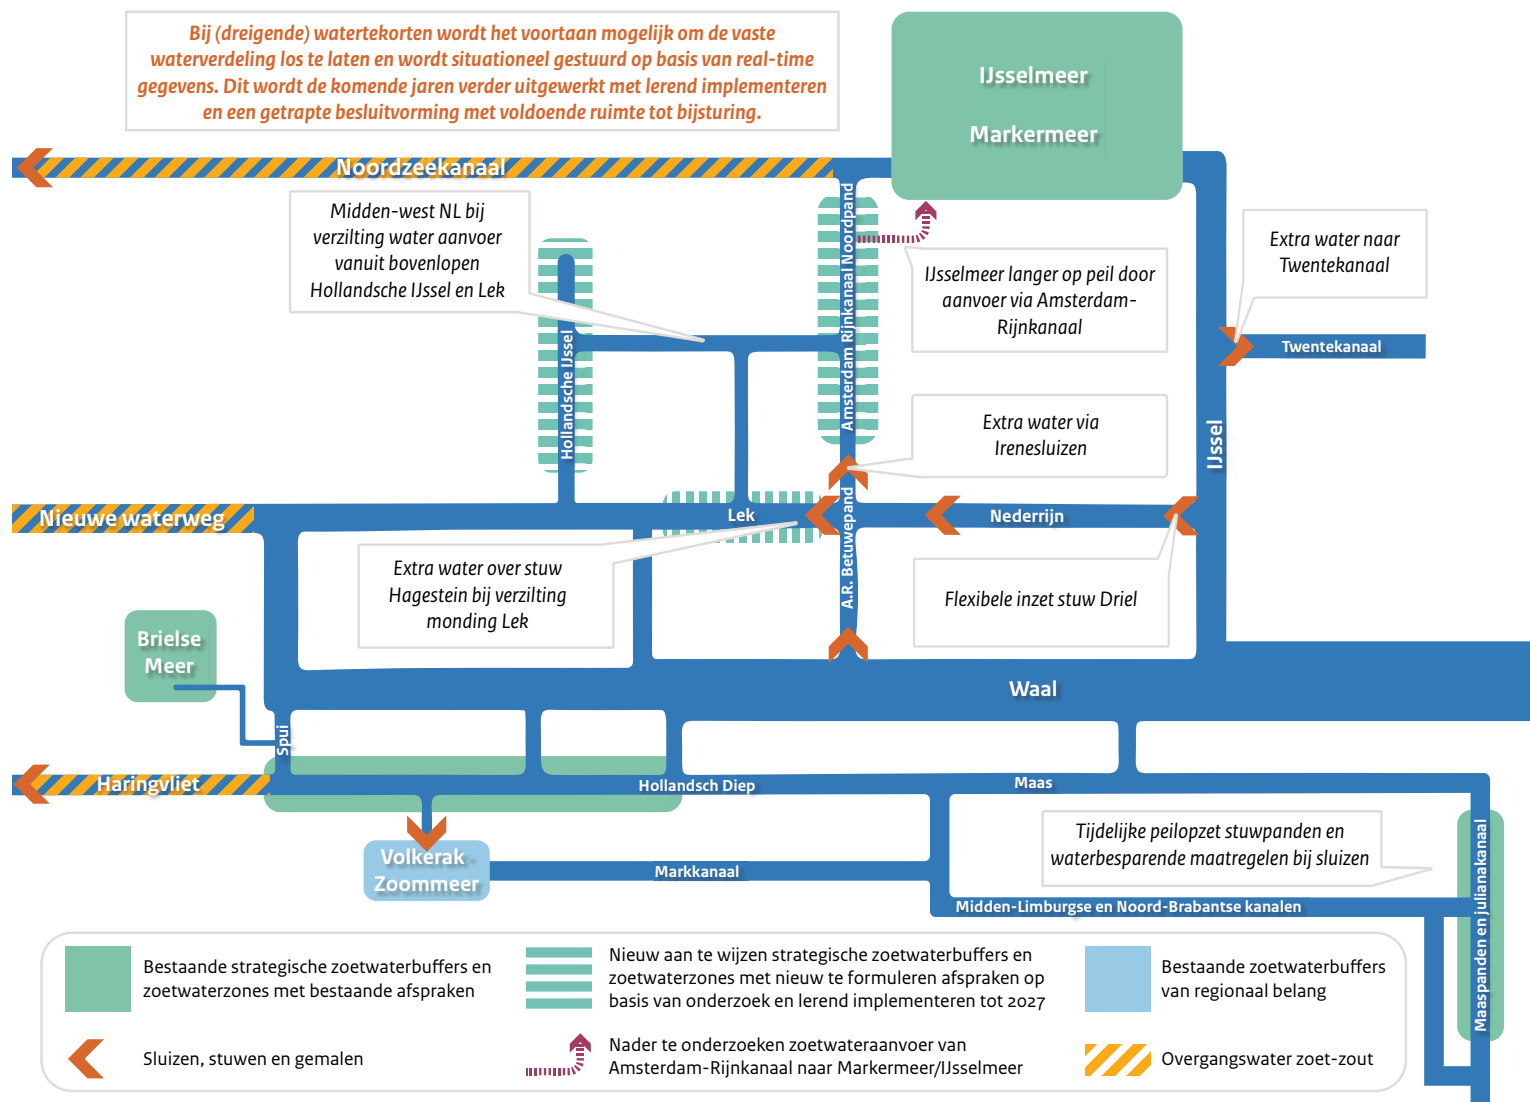 Bij (dreigende) watertekorten wordt het voortaan mogelijk om de vaste
waterverdeling los te laten en wordt situationeel gestuurd op basis van real-time
gegevens. Dit wordt de komende jaren verder uitgewerkt met lerend implementeren
en een getrapte besluitvorming met voldoende ruimte tot bijsturing.
IJsselmeer
Markermeer
Noordzeekanaal
Midden-west NL bij
verzilting water aanvoer
vanuit bovenlopen
Hollandsche IJssel en Lek
Amsterdam Rijnkanaal Noordpand
IJsselmeer langer op peil door
aanvoer via Amsterdam-
Rijnkanaal
Extra water naar
Twentekanaal
Twentekanaal
Hollandsche IJssel
Extra water via
Irenesluizen
IJssel
Nieuwe waterweg
Lek
A.R. Betuwepand
Nederrijn
Extra water over stuw
Hagestein bij verzilting
monding Lek
Flexibele inzet stuw Driel
Brielse
Meer
Waal
Spui
Haringvliet
Hollandsch Diep
Maas
Tijdelijke peilopzet stuwpanden en
waterbesparende maatregelen bij sluizen
Volkerak
Zoommeer
Markkanaal
Midden-Limburgse en Noord-Brabantse kanalen
Maaspanden en julianakanaal
Bestaande strategische zoetwaterbuffers en
zoetwaterzones met bestaande afspraken
Nieuw aan te wijzen strategische zoetwaterbuffers en
zoetwaterzones met nieuw te formuleren afspraken op
basis van onderzoek en lerend implementeren tot 2027
Bestaande zoetwaterbuffers
van regionaal belang
Sluizen, stuwen en gemalen
Nader te onderzoeken zoetwateraanvoer van
Amsterdam-Rijnkanaal naar Markermeer/IJsselmeer
Overgangswater zoet-zout